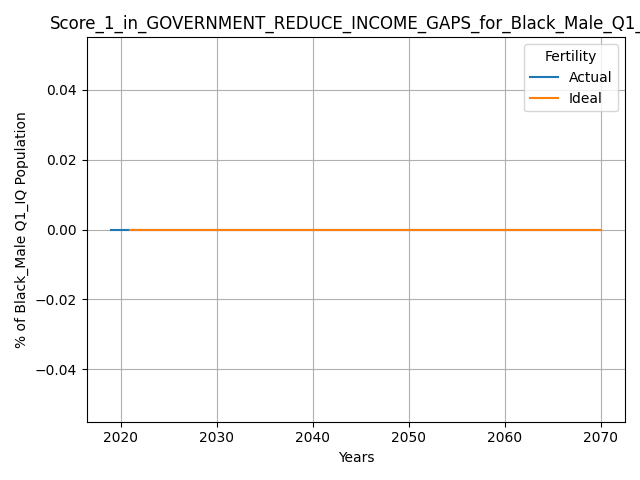 Score_1_in_GOVERNMENT_REDUCE_INCOME_GAPS_for_Black_Male_Q1_
Fertility
Actual
Ideal
% of Black_Male Q1_IQ Population
0.04
0.02
0.00
−0.02
−0.04
2020 2030 2040 2050 2060 2070
Years